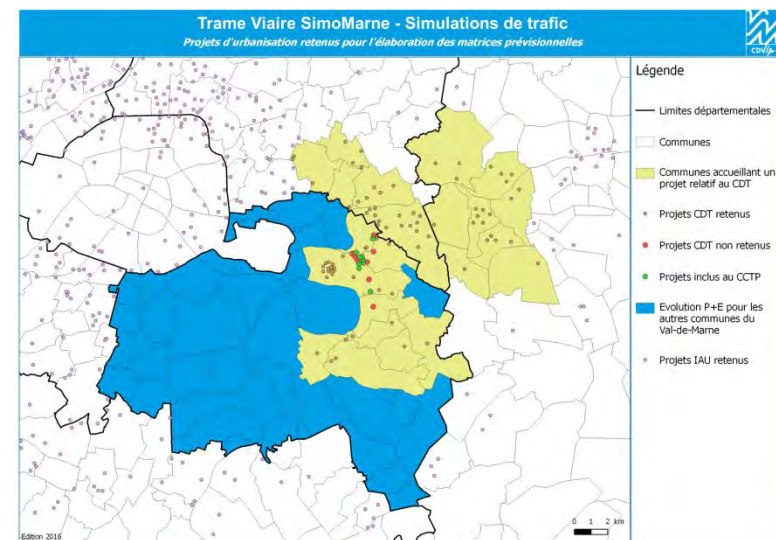 Trame Viaire SimoMarne - Simulations de trafic
Projets d'urbanisation retenus pour l'élaboration des matrices prévisionnelles
CDVIA
Légende
Limites départementales
Communes
Communes accueillant un
projet relatif au CDT
Projets CDT retenus
Projets CDT non retenus
Projets inclus au CCTP
Evolution P+E pour les
autres communes du
Val-de-Marne
Projets IAU retenus
0 1 2 km
Edition 2016